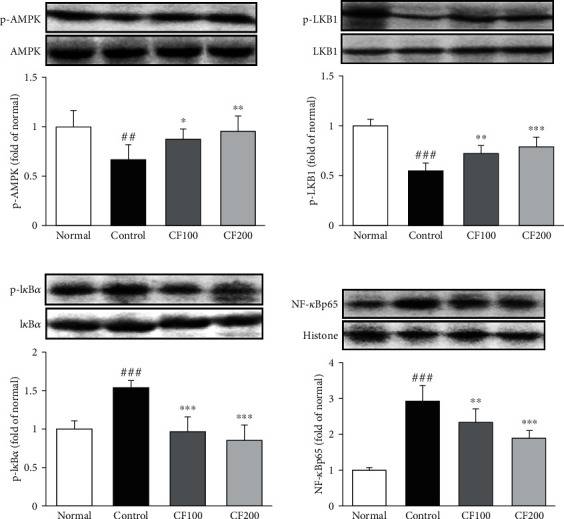 p-AMPK
AMPK
p-AMPK (fold of normal)
1.5
1
0.5
0
##
*
**
Normal Control CF100 CF200
p-LKB1
LKB1
p-LKB1 (fold of normal)
1.5
1
0.5
0
###
**
***
Normal Control CF100 CF200
p-lκBα
lκBα
p-lκBα (fold of normal)
2
1.5
1
0.5
0
###
***
***
Normal Control CF100 CF200
NF-κBp65
Histone
NF-κBp65 (fold of normal)
4
3
2
1
0
###
**
***
Normal Control CF100 CF200